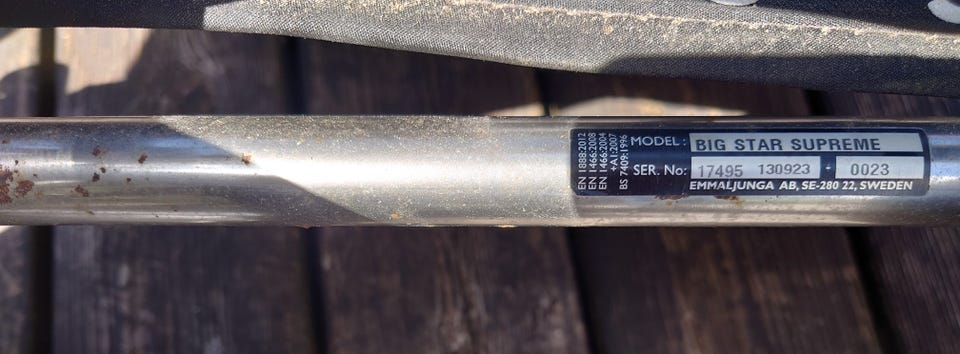 EN 1888:2012
EN 1466:2008
EN 1466:2004
+A1:2007
BS 7409:1996
MODEL: BIG STAR SUPREME
SER. No: 17495 130923 - 0023
EMMALJUNGA AB, SE-280 22, SWEDEN